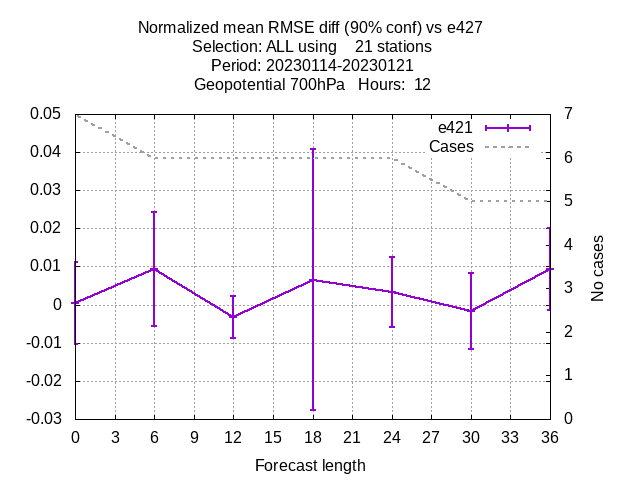 Normalized mean RMSE diff (90% conf) vs e427
Selection: ALL using    21 stations
Period: 20230114-20230121
Geopotential 700hPa   Hours:  12
0.05
0.04
0.03
0.02
0.01
0
-0.01
-0.02
-0.03
e421
Cases
7
6
5
4
3
2
1
0
No cases
0 3 6 9 12 15 18 21 24 27 30 33 36
Forecast length